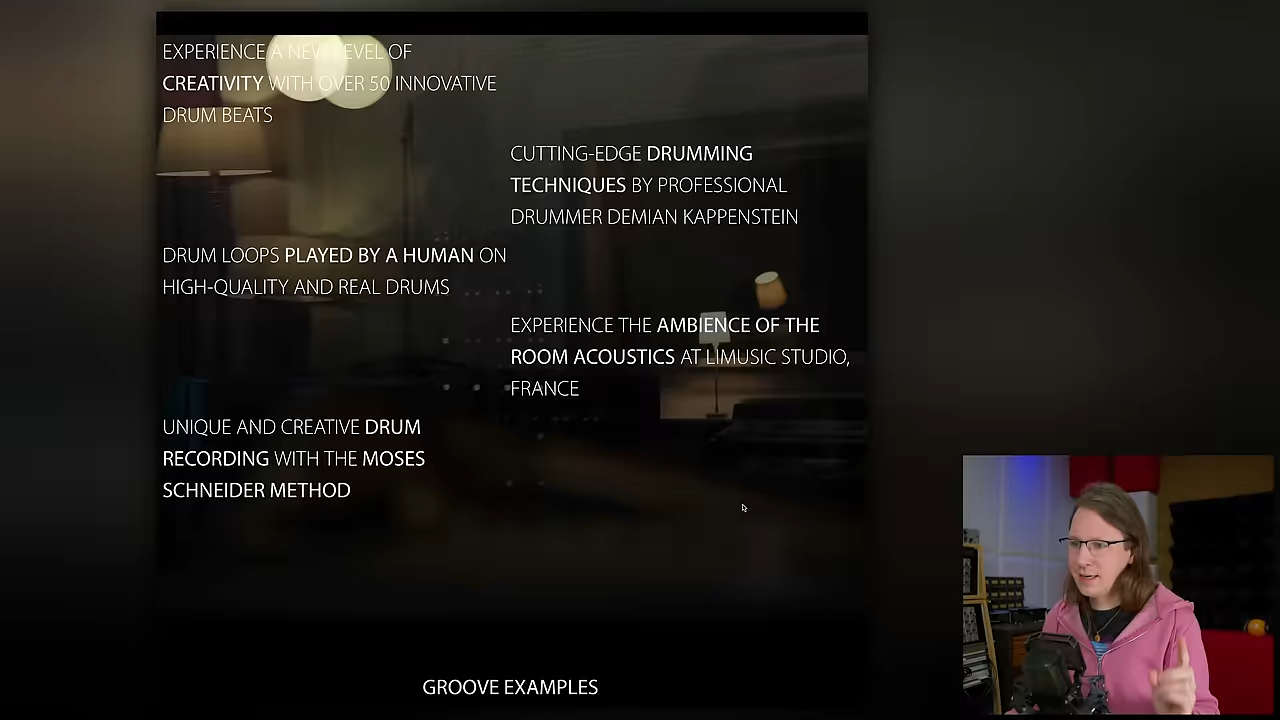 EXPERIENCE A NEW LEVEL OF
CREATIVITY WITH OVER 50 INNOVATIVE
DRUM BEATS
CUTTING-EDGE DRUMMING
TECHNIQUES BY PROFESSIONAL
DRUMMER DEMIAN KAPPENSTEIN
DRUM LOOPS PLAYED BY A HUMAN ON
HIGH-QUALITY AND REAL DRUMS
EXPERIENCE THE AMBIENCE OF THE
ROOM ACOUSTICS AT LIMUSIC STUDIO,
FRANCE
UNIQUE AND CREATIVE DRUM
RECORDING WITH THE MOSES
SCHNEIDER METHOD
GROOVE EXAMPLES